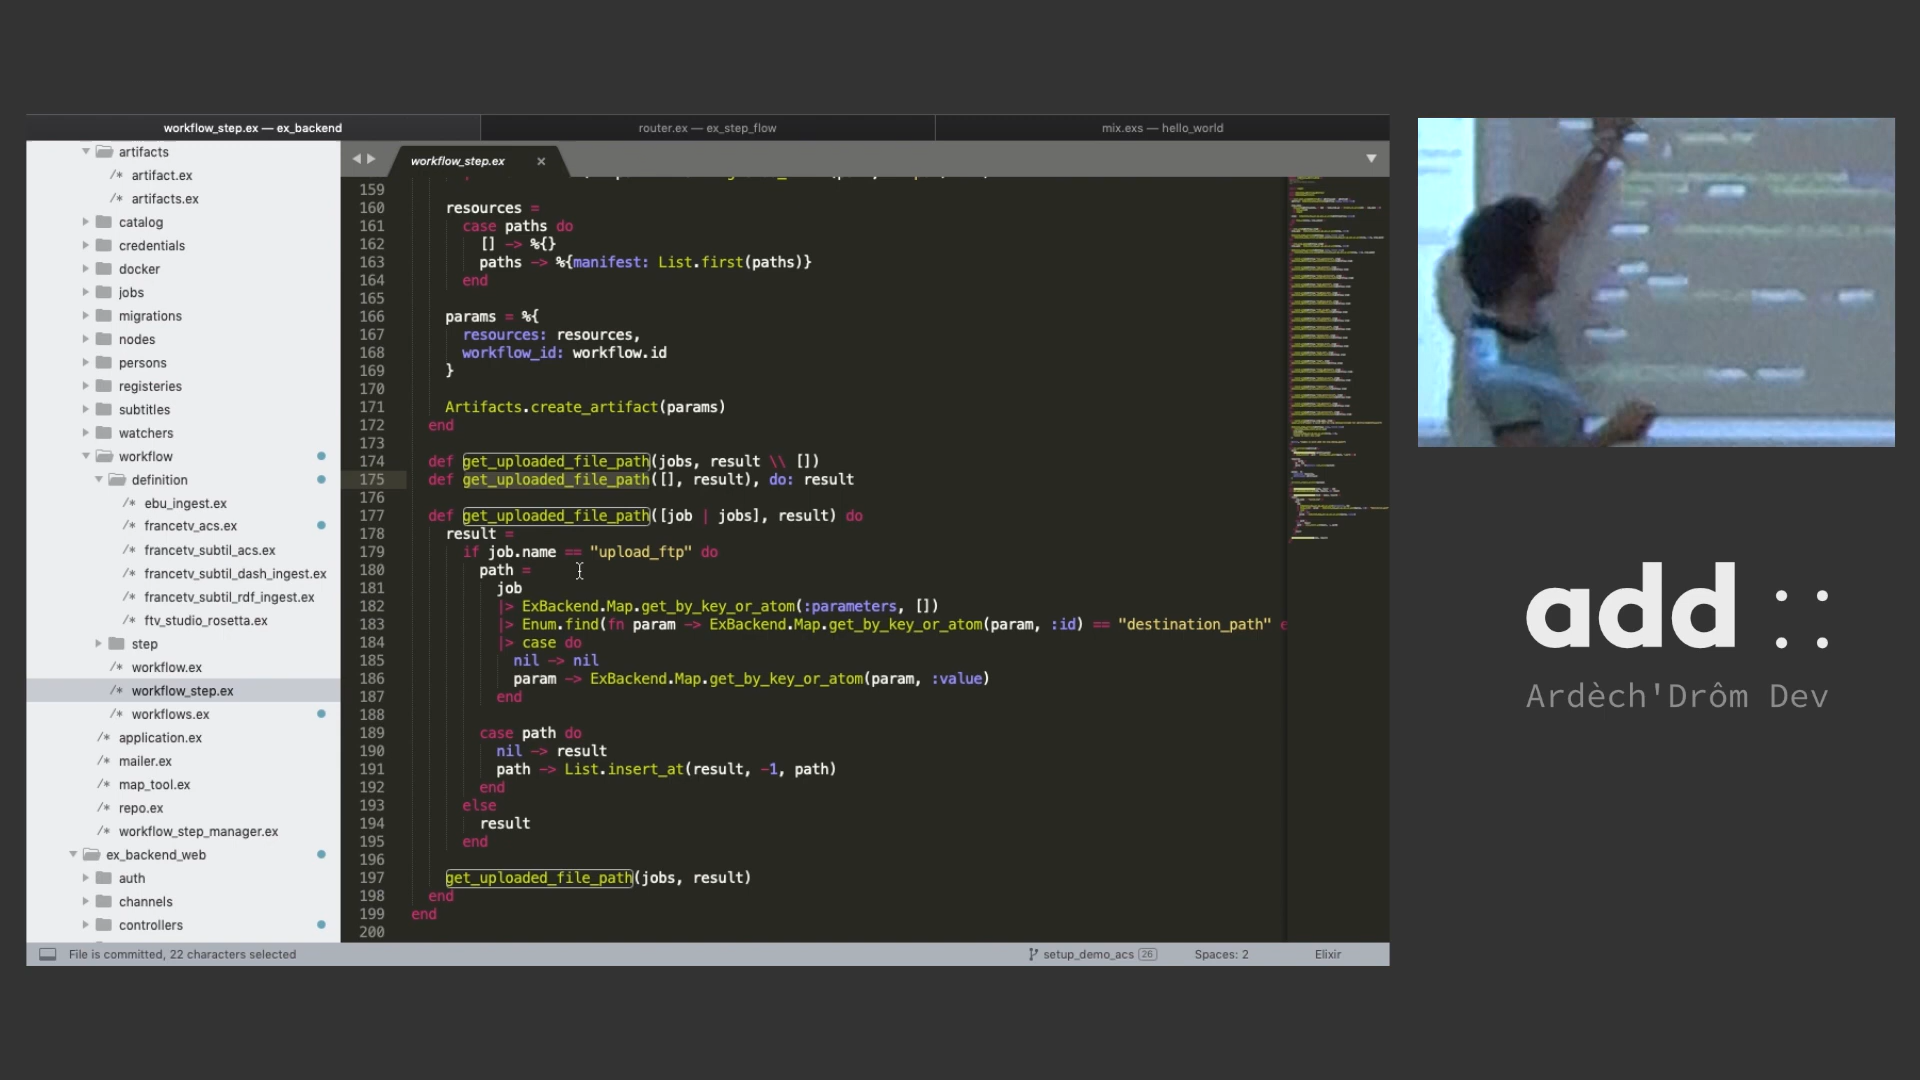 workflow_step.ex — ex_backend
router.ex — ex_step_flow
mix.exs — hello_world
artifacts
/* artifact.ex
/* artifacts.ex
catalog
credentials
docker
jobs
migrations
nodes
persons
registeries
subtitles
watchers
workflow
definition
/* ebu_ingest.ex
/* francetv_acs.ex
/* francetv_subtil_acs.ex
/* francetv_subtil_dash_ingest.ex
/* francetv_subtil_rdf_ingest.ex
/* ftv_studio_rosetta.ex
step
/* workflow.ex
/* workflow_step.ex
/* workflows.ex
/* application.ex
/* mailer.ex
/* map_tool.ex
/* repo.ex
/* workflow_step_manager.ex
ex_backend_web
auth
channels
controllers
workflow_step.ex ×
159
160 resources =
161 case paths do
162 [] -> %{}
163 paths -> %{manifest: List.first(paths)}
164 end
165
166 params = %{
167 resources: resources,
168 workflow_id: workflow.id
169 }
170
171 Artifacts.create_artifact(params)
172 end
173
174 def get_uploaded_file_path(jobs, result \\ [])
175 def get_uploaded_file_path([], result), do: result
176
177 def get_uploaded_file_path([job | jobs], result) do
178 result =
179 if job.name == "upload_ftp" do
180 path =
181 job
182 |> ExBackend.Map.get_by_key_or_atom(:parameters, [])
183 |> Enum.find(fn param -> ExBackend.Map.get_by_key_or_atom(param, :id) == "destination_path" e
184 |> case do
185 nil -> nil
186 param -> ExBackend.Map.get_by_key_or_atom(param, :value)
187 end
188
189 case path do
190 nil -> result
191 path -> List.insert_at(result, -1, path)
192 end
193 else
194 result
195 end
196
197 get_uploaded_file_path(jobs, result)
198 end
199 end
200
File is committed, 22 characters selected
setup_demo_acs 26
Spaces: 2
Elixir
add ::
Ardèch'Drôm Dev